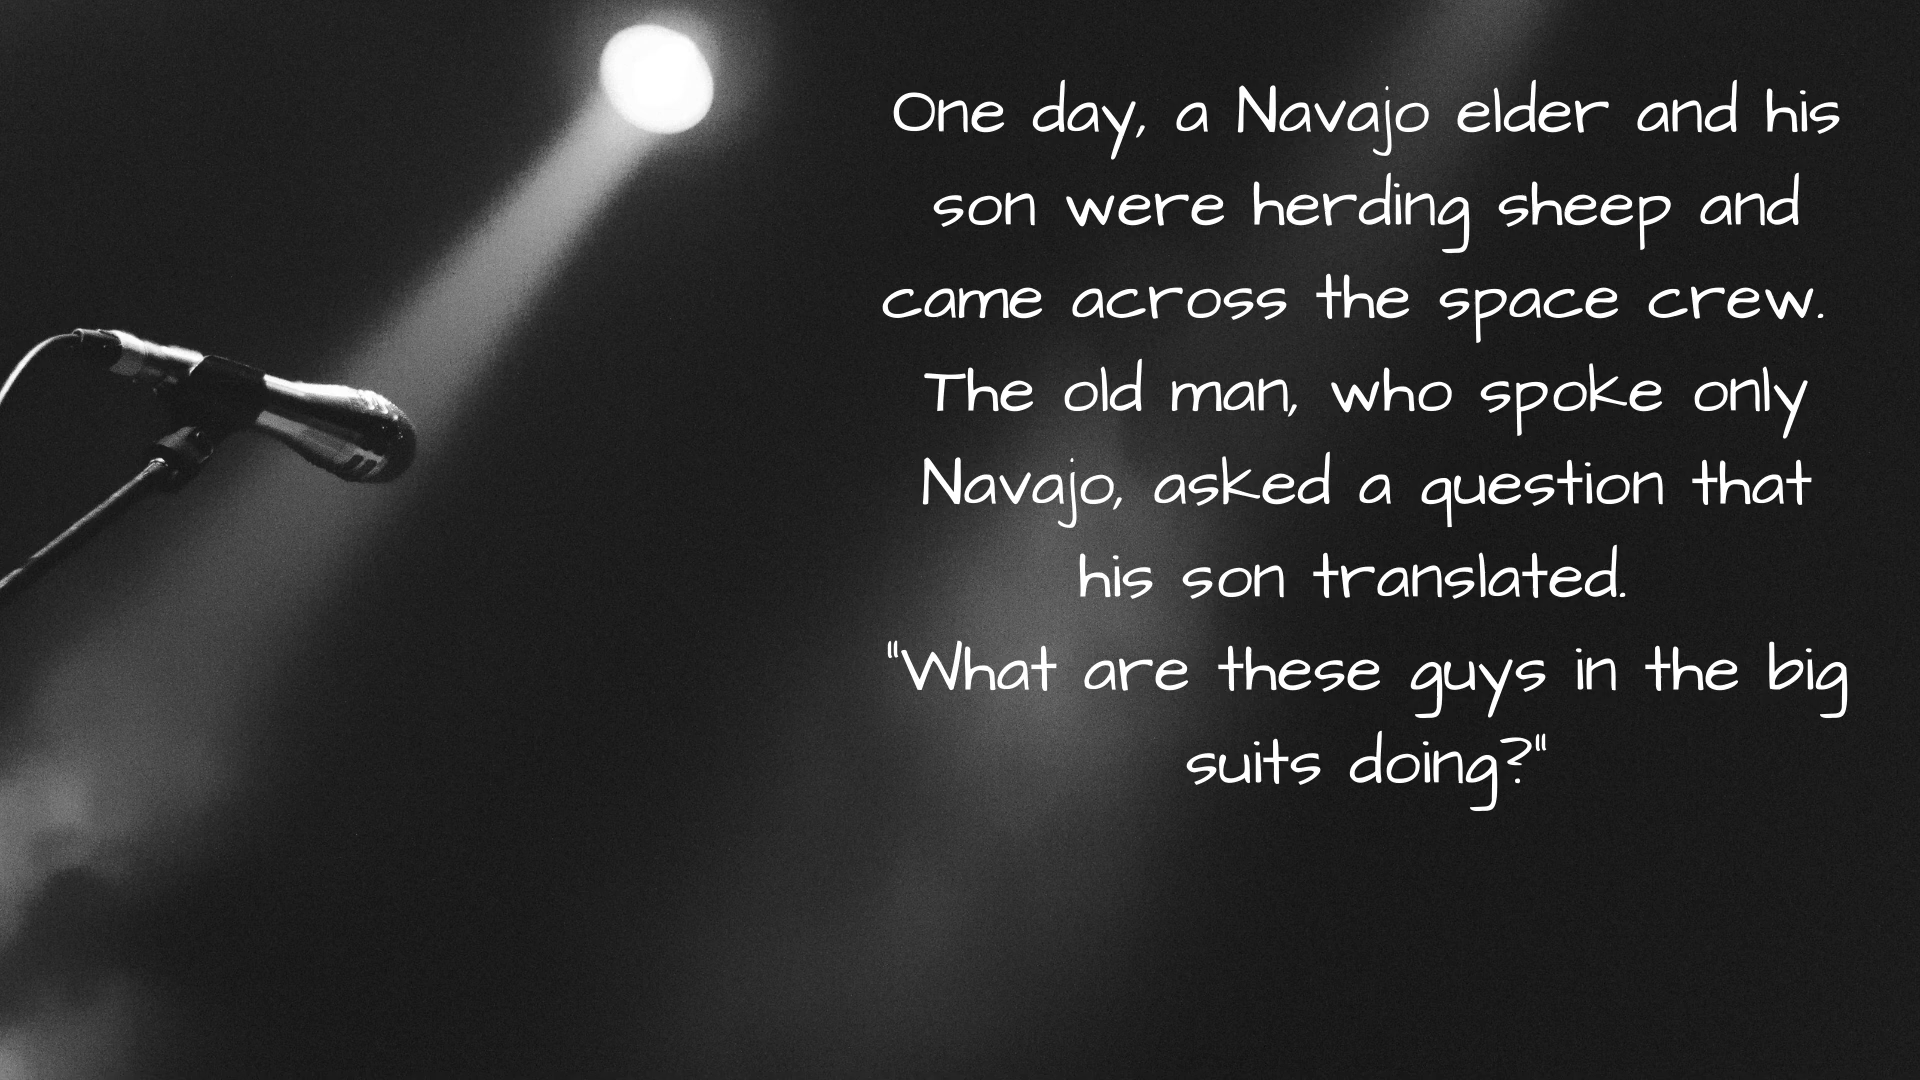 One day, a Navajo elder and his
son were herding sheep and
came across the space crew.
The old man, who spoke only
Navajo, asked a question that
his son translated.
"What are these guys in the big
suits doing?"